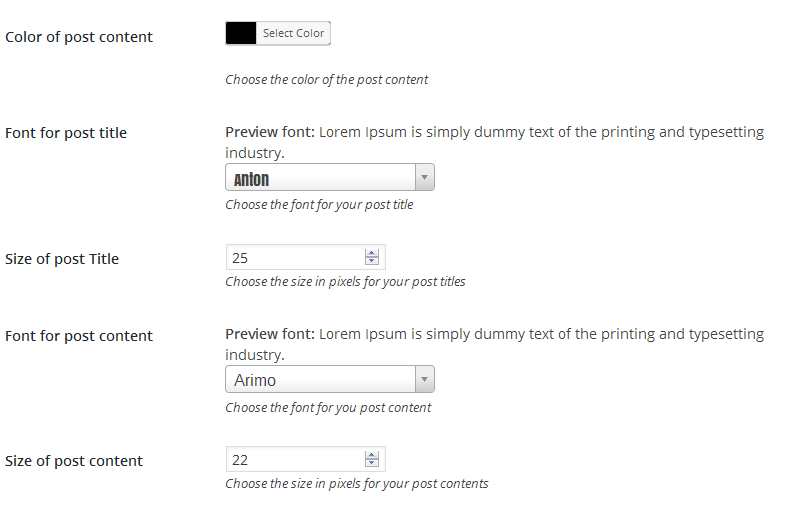 Color of post content
Select Color
Choose the color of the post content
Font for post title
Preview font: Lorem Ipsum is simply dummy text of the printing and typesetting
industry.
Anton
Choose the font for your post title
Size of post Title
25
Choose the size in pixels for your post titles
Font for post content
Preview font: Lorem Ipsum is simply dummy text of the printing and typesetting
industry.
Arimo
Choose the font for you post content
Size of post content
22
Choose the size in pixels for your post contents